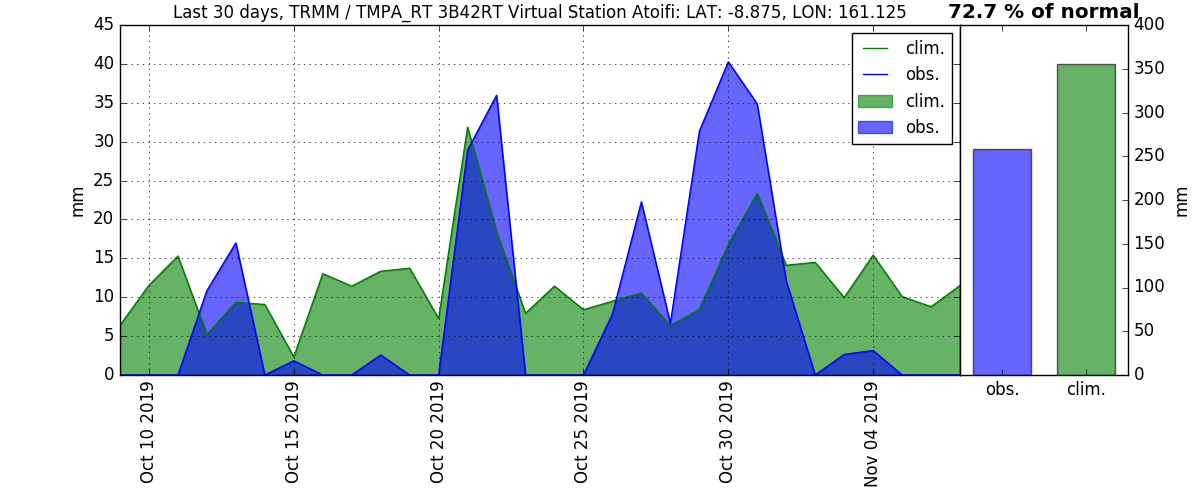 Last 30 days, TRMM / TMPA_RT 3B42RT Virtual Station Atoifi: LAT: -8.875, LON: 161.125
72.7 % of normal
45
40
35
30
25
20
15
10
5
0
mm
clim.
obs.
clim.
obs.
Oct 10 2019
Oct 15 2019
Oct 20 2019
Oct 25 2019
Oct 30 2019
Nov 04 2019
400
350
300
250
200
150
100
50
0
mm
obs.
clim.